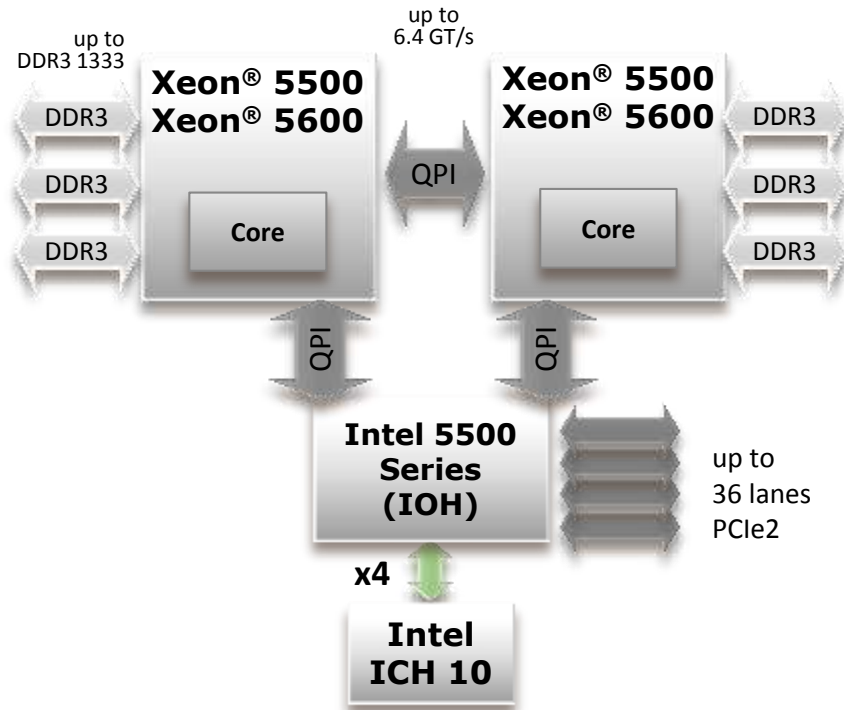 up to
DDR3 1333
up to
6.4 GT/s
Xeon® 5500
Xeon® 5600
Xeon® 5500
Xeon® 5600
DDR3
DDR3
DDR3
DDR3
DDR3
DDR3
QPI
Core
Core
QPI
QPI
Intel 5500
Series
(IOH)
up to
36 lanes
PCIe2
x4
Intel
ICH 10